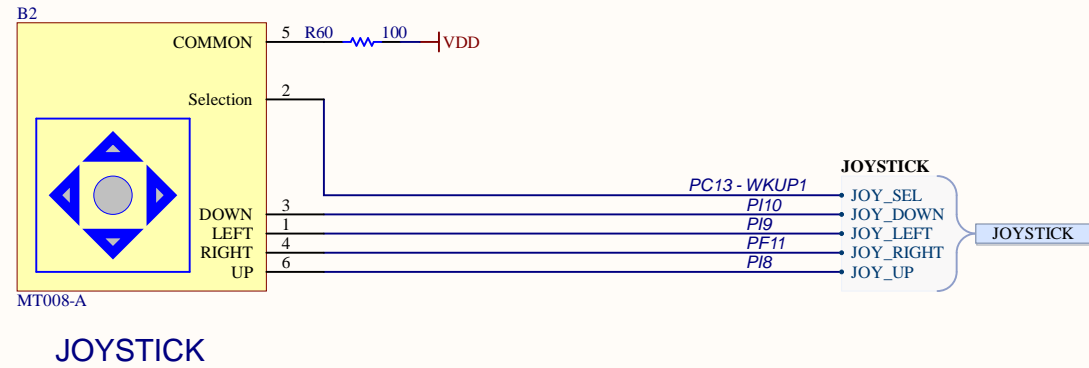 B2
COMMON 5 R60 100 VDD
Selection 2
JOYSTICK
PC13 - WKUP1 JOY_SEL
DOWN 3 PI10 JOY_DOWN
LEFT 1 PI9 JOY_LEFT JOYSTICK
RIGHT 4 PF11 JOY_RIGHT
UP 6 PI8 JOY_UP
MT008-A
JOYSTICK